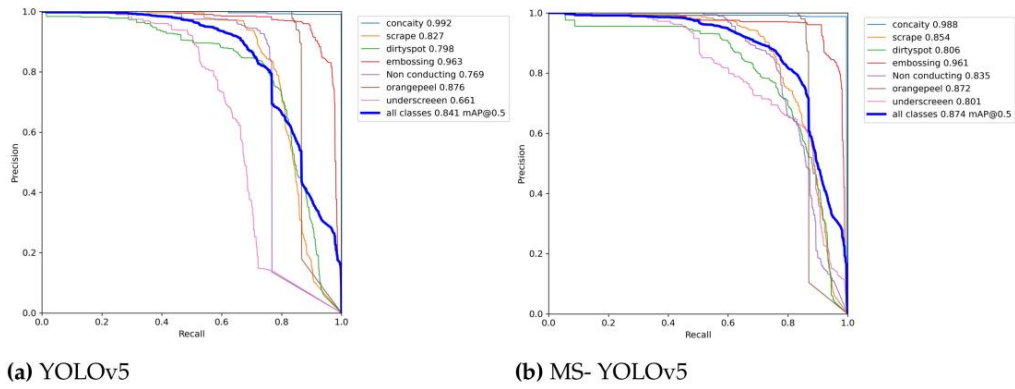 concaity 0.992
scrape 0.827
dirtyspot 0.798
embossing 0.963
Non conducting 0.769
orangepeel 0.876
underscreeen 0.661
all classes 0.841 mAP@0.5
Precision
1.0
0.8
0.6
0.4
0.2
0.0
0.0 0.2 0.4 0.6 0.8 1.0
Recall
(a) YOLOv5
concaity 0.988
scrape 0.854
dirtyspot 0.806
embossing 0.961
Non conducting 0.835
orangepeel 0.872
underscreeen 0.801
all classes 0.874 mAP@0.5
Precision
1.0
0.8
0.6
0.4
0.2
0.0
0.0 0.2 0.4 0.6 0.8 1.0
Recall
(b) MS- YOLOv5